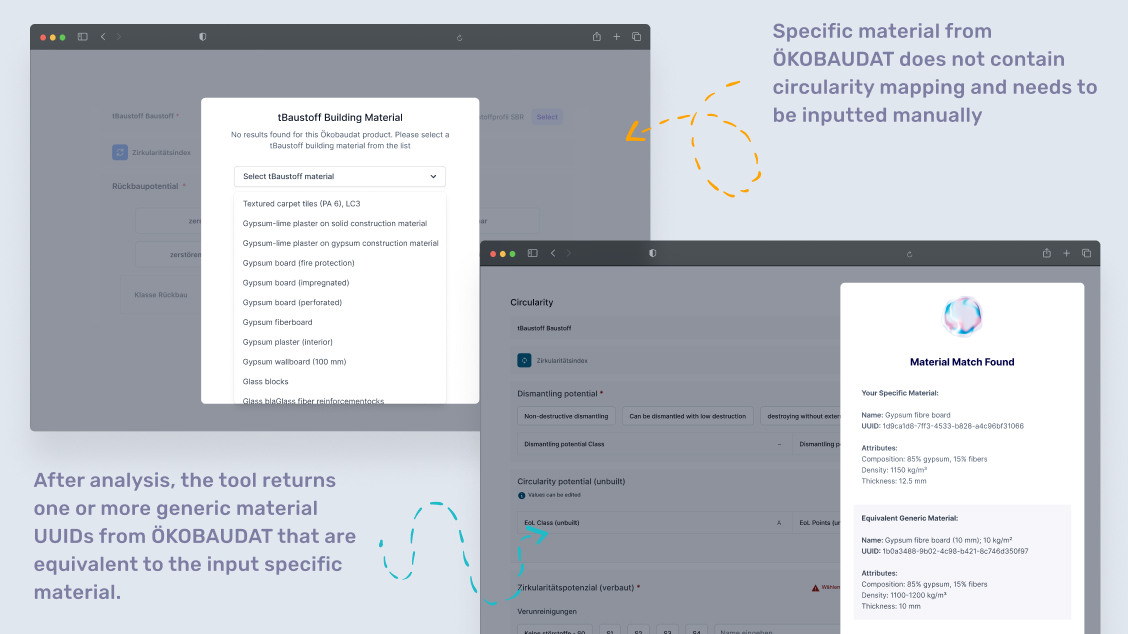 Specific material from
ÖKOBAUDAT does not contain
circularity mapping and needs to
be inputted manually
tBaustoff Baustoff *
stoffprofil SBR
Select
Zirkularitätsindex
Rückbaupotential *
zerstören
Klasse Rückbau
tBaustoff Building Material
No results found for this Ökobaudat product. Please select a
tBaustoff building material from the list
Select tBaustoff material
Textured carpet tiles (PA 6), LC3
Gypsum-lime plaster on solid construction material
Gypsum-lime plaster on gypsum construction material
Gypsum board (fire protection)
Gypsum board (impregnated)
Gypsum board (perforated)
Gypsum fiberboard
Gypsum plaster (interior)
Gypsum wallboard (100 mm)
Glass blocks
Glass blaGlass fiber reinforcementocks
After analysis, the tool returns
one or more generic material
UUIDs from ÖKOBAUDAT that are
equivalent to the input specific
material.
Circularity
tBaustoff Baustoff
Zirkularitätsindex
Dismantling potential *
Non-destructive dismantling
Can be dismantled with low destruction
destroying without exter
Dismantling potential Class
–
Dismantling p
Circularity potential (unbuilt)
Values can be edited
EoL Class (unbuilt)
A
EoL Points (un
Zirkularitätspotenzial (verbaut) *
Wählen
Verunreinigungen
Keine störstoffe - S0
S1
S2
S3
S4
Name eingeben
Material Match Found
Your Specific Material:
Name: Gypsum fibre board
UUID: 1d9ca1d8-7ff3-4533-b828-a4c96bf31066
Attributes:
Composition: 85% gypsum, 15% fibers
Density: 1150 kg/m³
Thickness: 12.5 mm
Equivalent Generic Material:
Name: Gypsum fibre board (10 mm); 10 kg/m²
UUID: 1b0a3488-9b02-4c98-b421-8c746d350f97
Attributes:
Composition: 85% gypsum, 15% fibers
Density: 1100-1200 kg/m³
Thickness: 10 mm